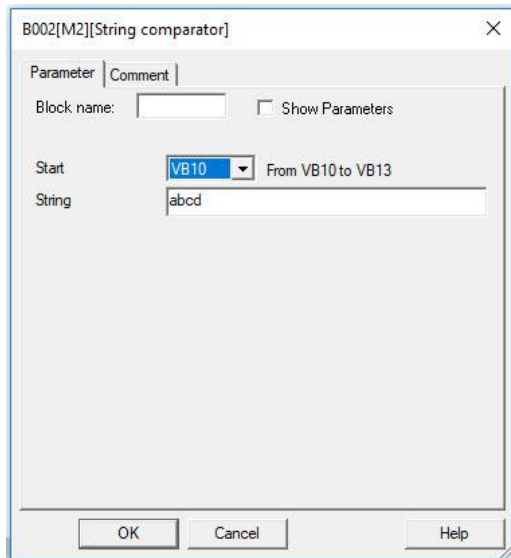 B002[M2][String comparator]
Parameter Comment
Block name: Show Parameters
Start VB10 From VB10 to VB13
String abcd
OK Cancel Help